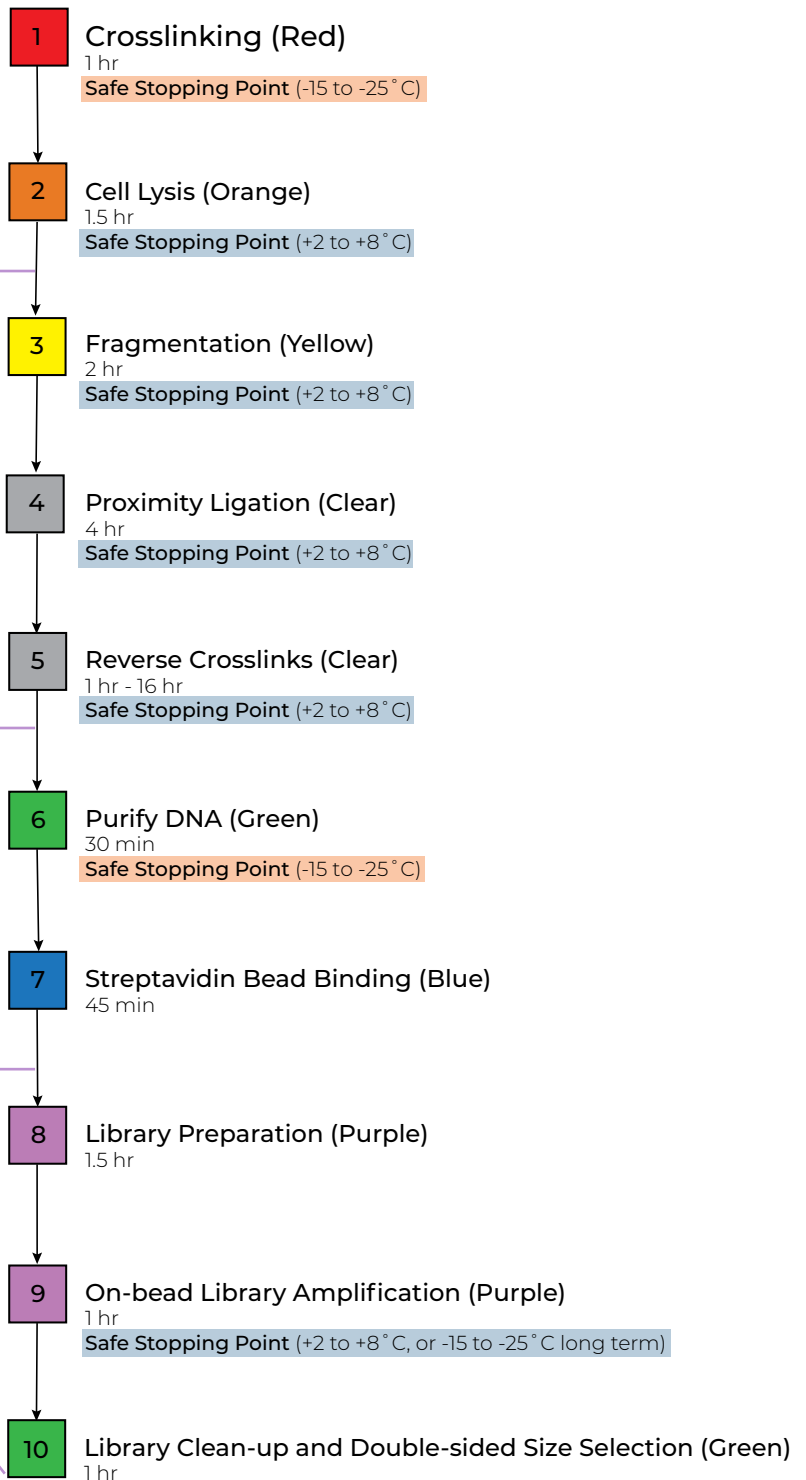 1
Crosslinking (Red)
1 hr
Safe Stopping Point (-15 to -25˚C)
2
Cell Lysis (Orange)
1.5 hr
Safe Stopping Point (+2 to +8˚C)
3
Fragmentation (Yellow)
2 hr
Safe Stopping Point (+2 to +8˚C)
4
Proximity Ligation (Clear)
4 hr
Safe Stopping Point (+2 to +8˚C)
5
Reverse Crosslinks (Clear)
1 hr - 16 hr
Safe Stopping Point (+2 to +8˚C)
6
Purify DNA (Green)
30 min
Safe Stopping Point (-15 to -25˚C)
7
Streptavidin Bead Binding (Blue)
45 min
8
Library Preparation (Purple)
1.5 hr
9
On-bead Library Amplification (Purple)
1 hr
Safe Stopping Point (+2 to +8˚C, or -15 to -25˚C long term)
10
Library Clean-up and Double-sided Size Selection (Green)
1 hr